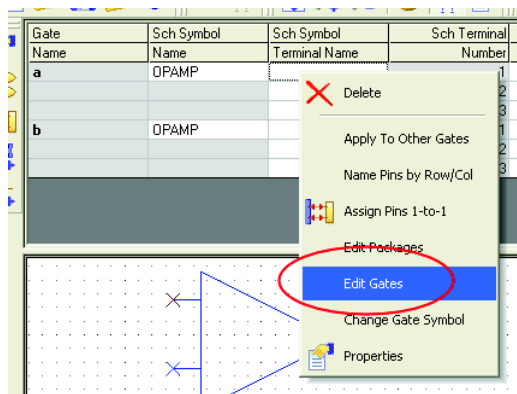 Gate Sch Symbol Sch Symbol Sch Terminal
Name Name Terminal Name Number
a OPAMP 1
2
3
b OPAMP 1
2
3
Delete
Apply To Other Gates
Name Pins by Row/Col
Assign Pins 1-to-1
Edit Packages
Edit Gates
Change Gate Symbol
Properties